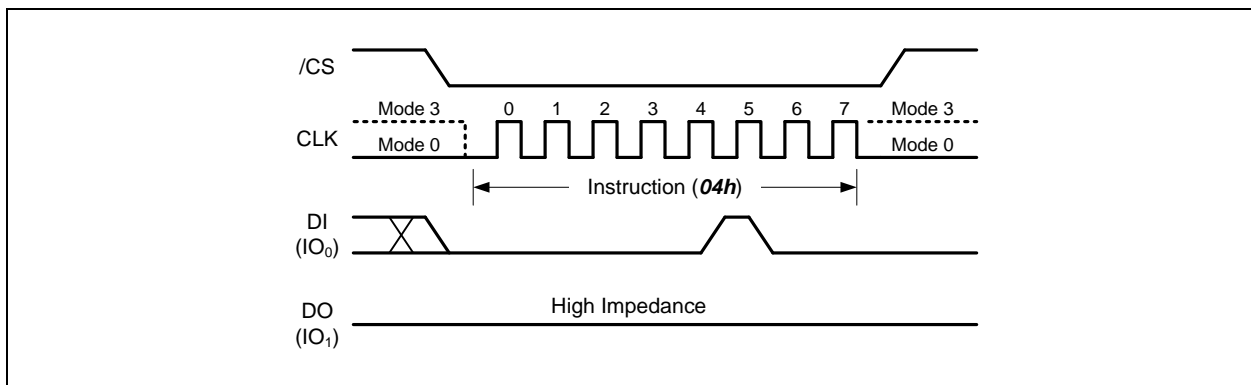 /CS
Mode 3 0 1 2 3 4 5 6 7 Mode 3
CLK
Mode 0 Mode 0
Instruction (04h)
DI
(IO₀)
High Impedance
DO
(IO₁)